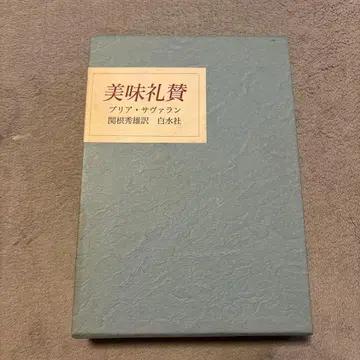 美味礼賛
ブリア・サヴァラン
関根秀雄訳 白水社